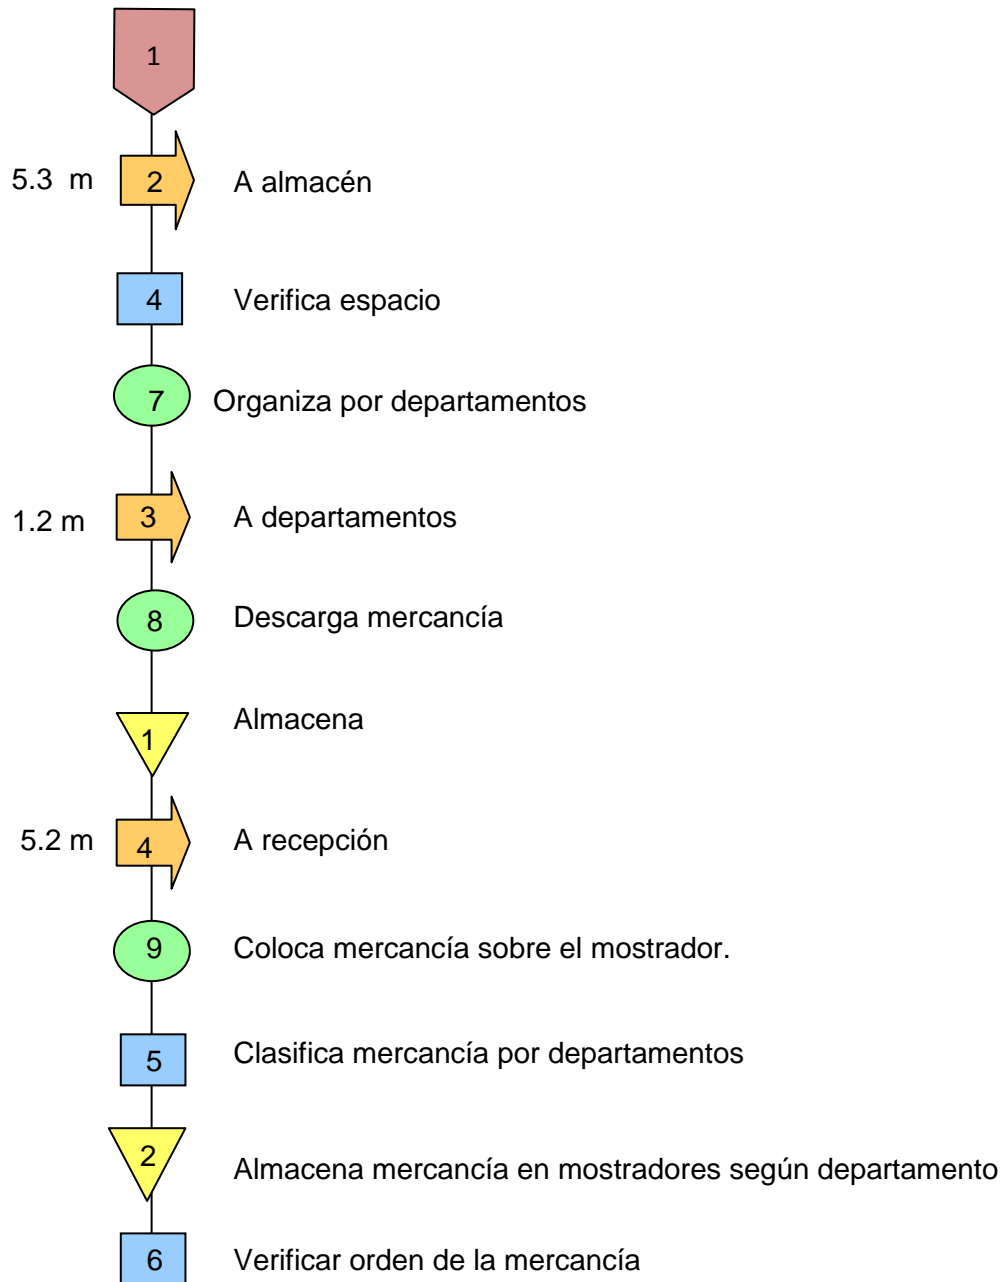 1
5.3 m 2 A almacén
4 Verifica espacio
7 Organiza por departamentos
1.2 m 3 A departamentos
8 Descarga mercancía
1 Almacena
5.2 m 4 A recepción
9 Coloca mercancía sobre el mostrador.
5 Clasifica mercancía por departamentos
2 Almacena mercancía en mostradores según departamento
6 Verificar orden de la mercancía